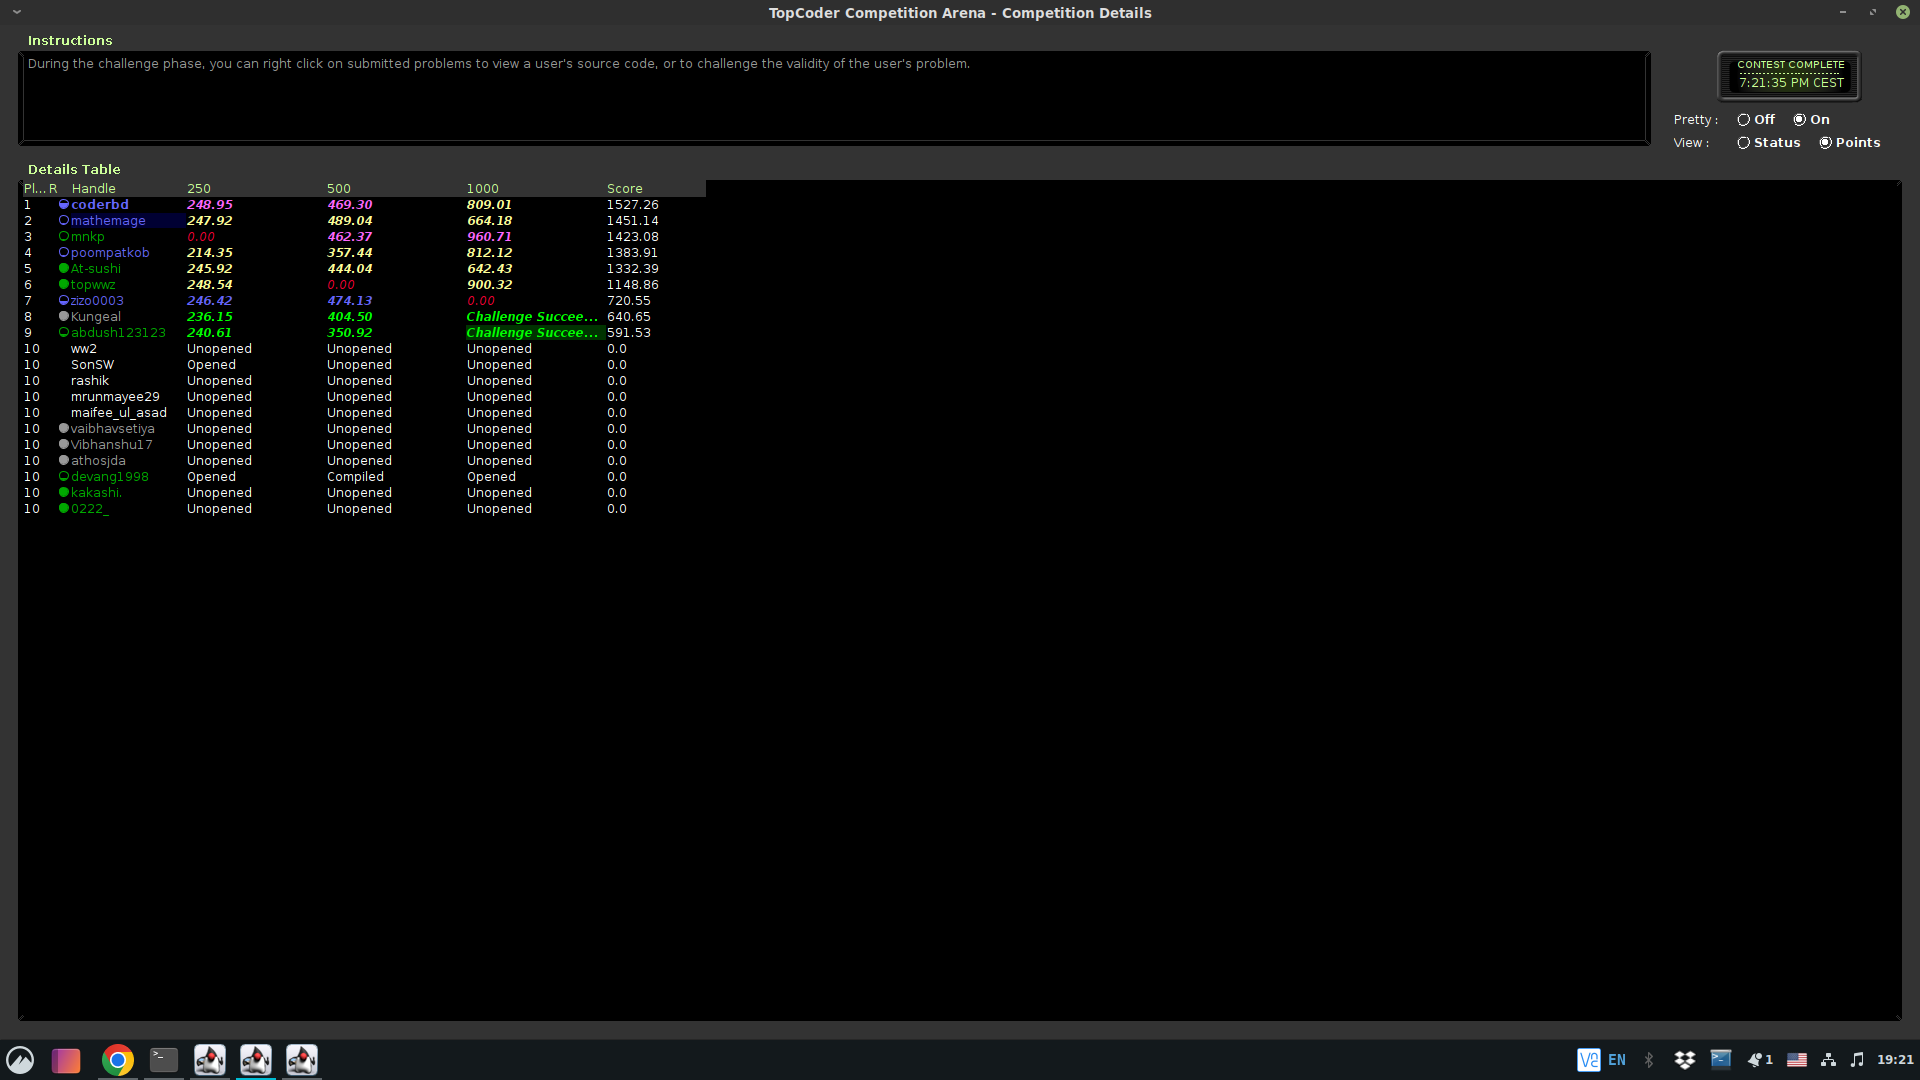 TopCoder Competition Arena - Competition Details
Instructions
During the challenge phase, you can right click on submitted problems to view a user's source code, or to challenge the validity of the user's problem.
CONTEST COMPLETE
7:21:35 PM CEST
Pretty : Off On
View : Status Points
Details Table
Pl... R Handle 250 500 1000 Score
1 coderbd 248.95 469.30 809.01 1527.26
2 mathemage 247.92 489.04 664.18 1451.14
3 mnkp 0.00 462.37 960.71 1423.08
4 poompatkob 214.35 357.44 812.12 1383.91
5 At-sushi 245.92 444.04 642.43 1332.39
6 topwwz 248.54 0.00 900.32 1148.86
7 zizo0003 246.42 474.13 0.00 720.55
8 Kungeal 236.15 404.50 Challenge Succee... 640.65
9 abdush123123 240.61 350.92 Challenge Succee... 591.53
10 ww2 Unopened Unopened Unopened 0.0
10 SonSW Opened Unopened Unopened 0.0
10 rashik Unopened Unopened Unopened 0.0
10 mrunmayee29 Unopened Unopened Unopened 0.0
10 maifee_ul_asad Unopened Unopened Unopened 0.0
10 vaibhavsetiya Unopened Unopened Unopened 0.0
10 Vibhanshu17 Unopened Unopened Unopened 0.0
10 athosjda Unopened Unopened Unopened 0.0
10 devang1998 Opened Compiled Opened 0.0
10 kakashi. Unopened Unopened Unopened 0.0
10 0222_ Unopened Unopened Unopened 0.0
EN 1 19:21